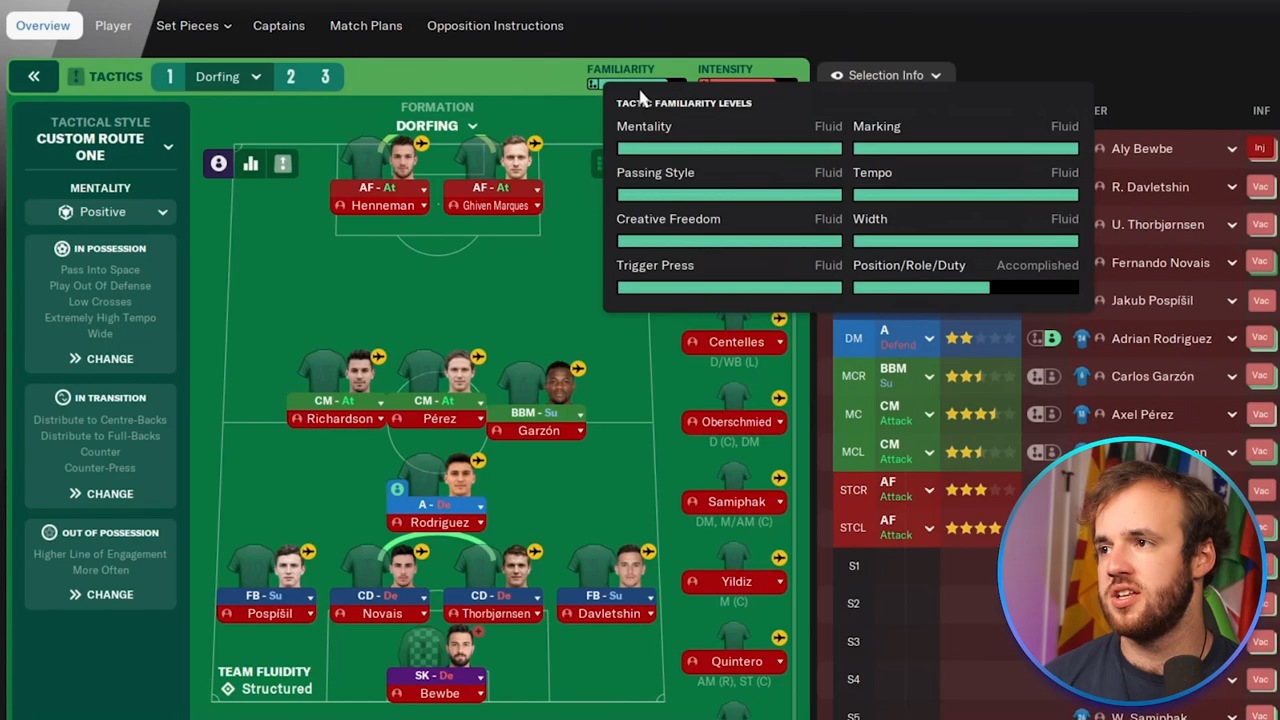 Overview
Player
Set Pieces
Captains
Match Plans
Opposition Instructions
TACTICS
1
Dorfing
2
3
FAMILIARITY
INTENSITY
Selection Info
TACTICAL STYLE
CUSTOM ROUTE
ONE
MENTALITY
Positive
IN POSSESSION
Pass Into Space
Play Out Of Defense
Low Crosses
Extremely High Tempo
Wide
CHANGE
IN TRANSITION
Distribute to Centre-Backs
Distribute to Full-Backs
Counter
Counter-Press
CHANGE
OUT OF POSSESSION
Higher Line of Engagement
More Often
CHANGE
FORMATION
DORFING
AF - At
Henneman
AF - At
Ghiven Marques
CM - At
Richardson
CM - At
Pérez
BBM - Su
Garzón
A - De
Rodriguez
FB - Su
Pospíšil
CD - De
Novais
CD - De
Thorbjørnsen
FB - Su
Davletshin
SK - De
Bewbe
TEAM FLUIDITY
Structured
TACTIC FAMILIARITY LEVELS
Mentality Fluid
Marking Fluid
Passing Style Fluid
Tempo Fluid
Creative Freedom Fluid
Width Fluid
Trigger Press Fluid
Position/Role/Duty Accomplished
Centelles
D/WB (L)
Oberschmied
D (C), DM
Samiphak
DM, M/AM (C)
Yildiz
M (C)
Quintero
AM (R), ST (C)
INF
Aly Bewbe
Inj
R. Davletshin
Vac
U. Thorbjørnsen
Vac
Fernando Novais
Vac
Jakub Pospíšil
Vac
DM
A
Defend
Adrian Rodriguez
Vac
MCR
BBM
Su
Carlos Garzón
Vac
MC
CM
Attack
Axel Pérez
Vac
MCL
CM
Attack
Vac
STCR
AF
Attack
Vac
STCL
AF
Attack
S1
S2
S3
S4
Vac
S5
W. Samiphak